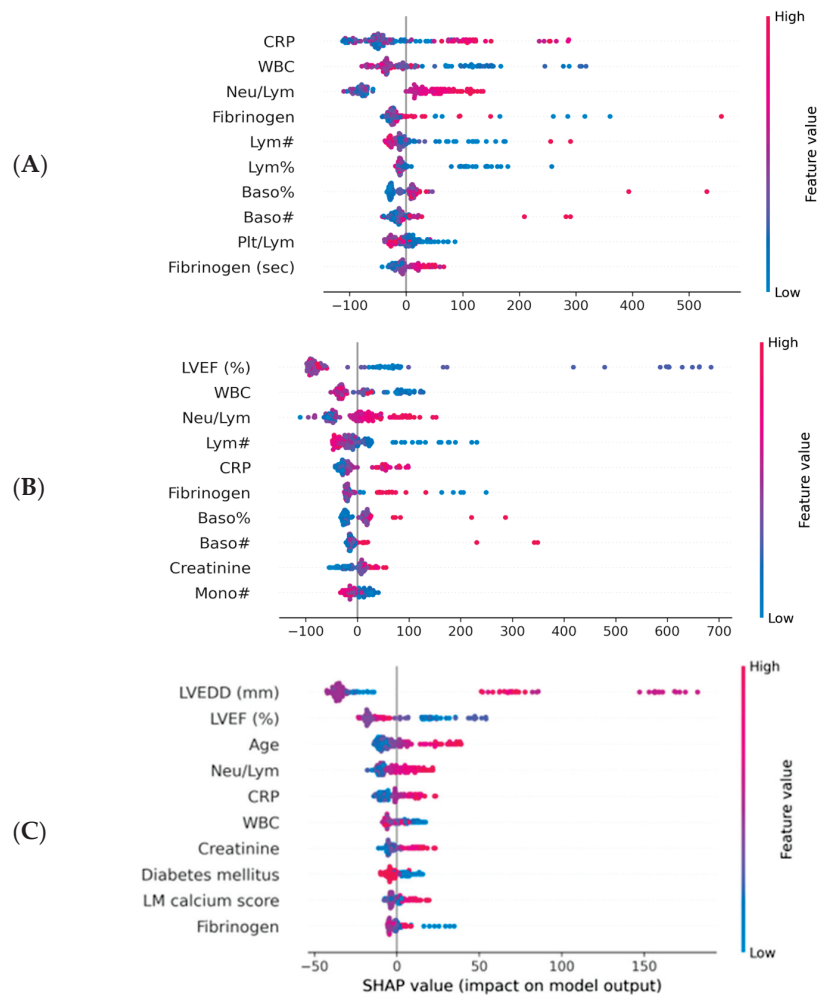 (A)
High
CRP
WBC
Neu/Lym
Fibrinogen
Lym#
Lym%
Baso%
Baso#
Plt/Lym
Fibrinogen (sec)
Feature value
Low
−100 0 100 200 300 400 500
(B)
High
LVEF (%)
WBC
Neu/Lym
Lym#
CRP
Fibrinogen
Baso%
Baso#
Creatinine
Mono#
Feature value
Low
−100 0 100 200 300 400 500 600 700
(C)
High
LVEDD (mm)
LVEF (%)
Age
Neu/Lym
CRP
WBC
Creatinine
Diabetes mellitus
LM calcium score
Fibrinogen
Feature value
Low
−50 0 50 100 150
SHAP value (impact on model output)